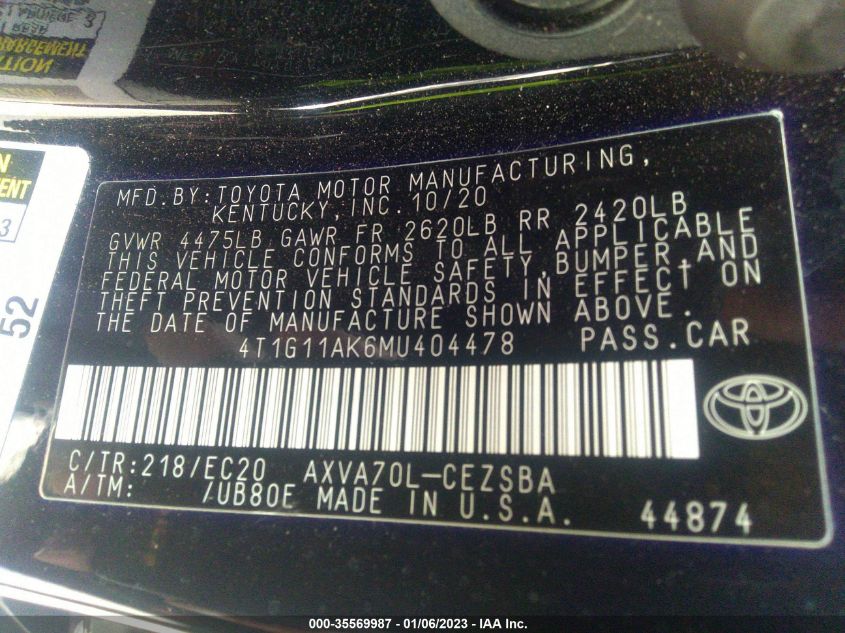 MFD.BY:TOYOTA MOTOR MANUFACTURING,
KENTUCKY,INC. 10/20
GVWR 4475LB GAWR FR 2620LB RR 2420LB
THIS VEHICLE CONFORMS TO ALL APPLICABLE
FEDERAL MOTOR VEHICLE SAFETY,BUMPER,AND
THEFT PREVENTION STANDARDS IN EFFECT ON
THE DATE OF MANUFACTURE SHOWN ABOVE.
4T1G11AK6MU404478 PASS.CAR
C/TR:218/EC20 AXVA70L-CEZSBA
A/TM: /UB80F MADE IN U.S.A. 44874
52
3
000-35569987 - 01/06/2023 - IAA Inc.